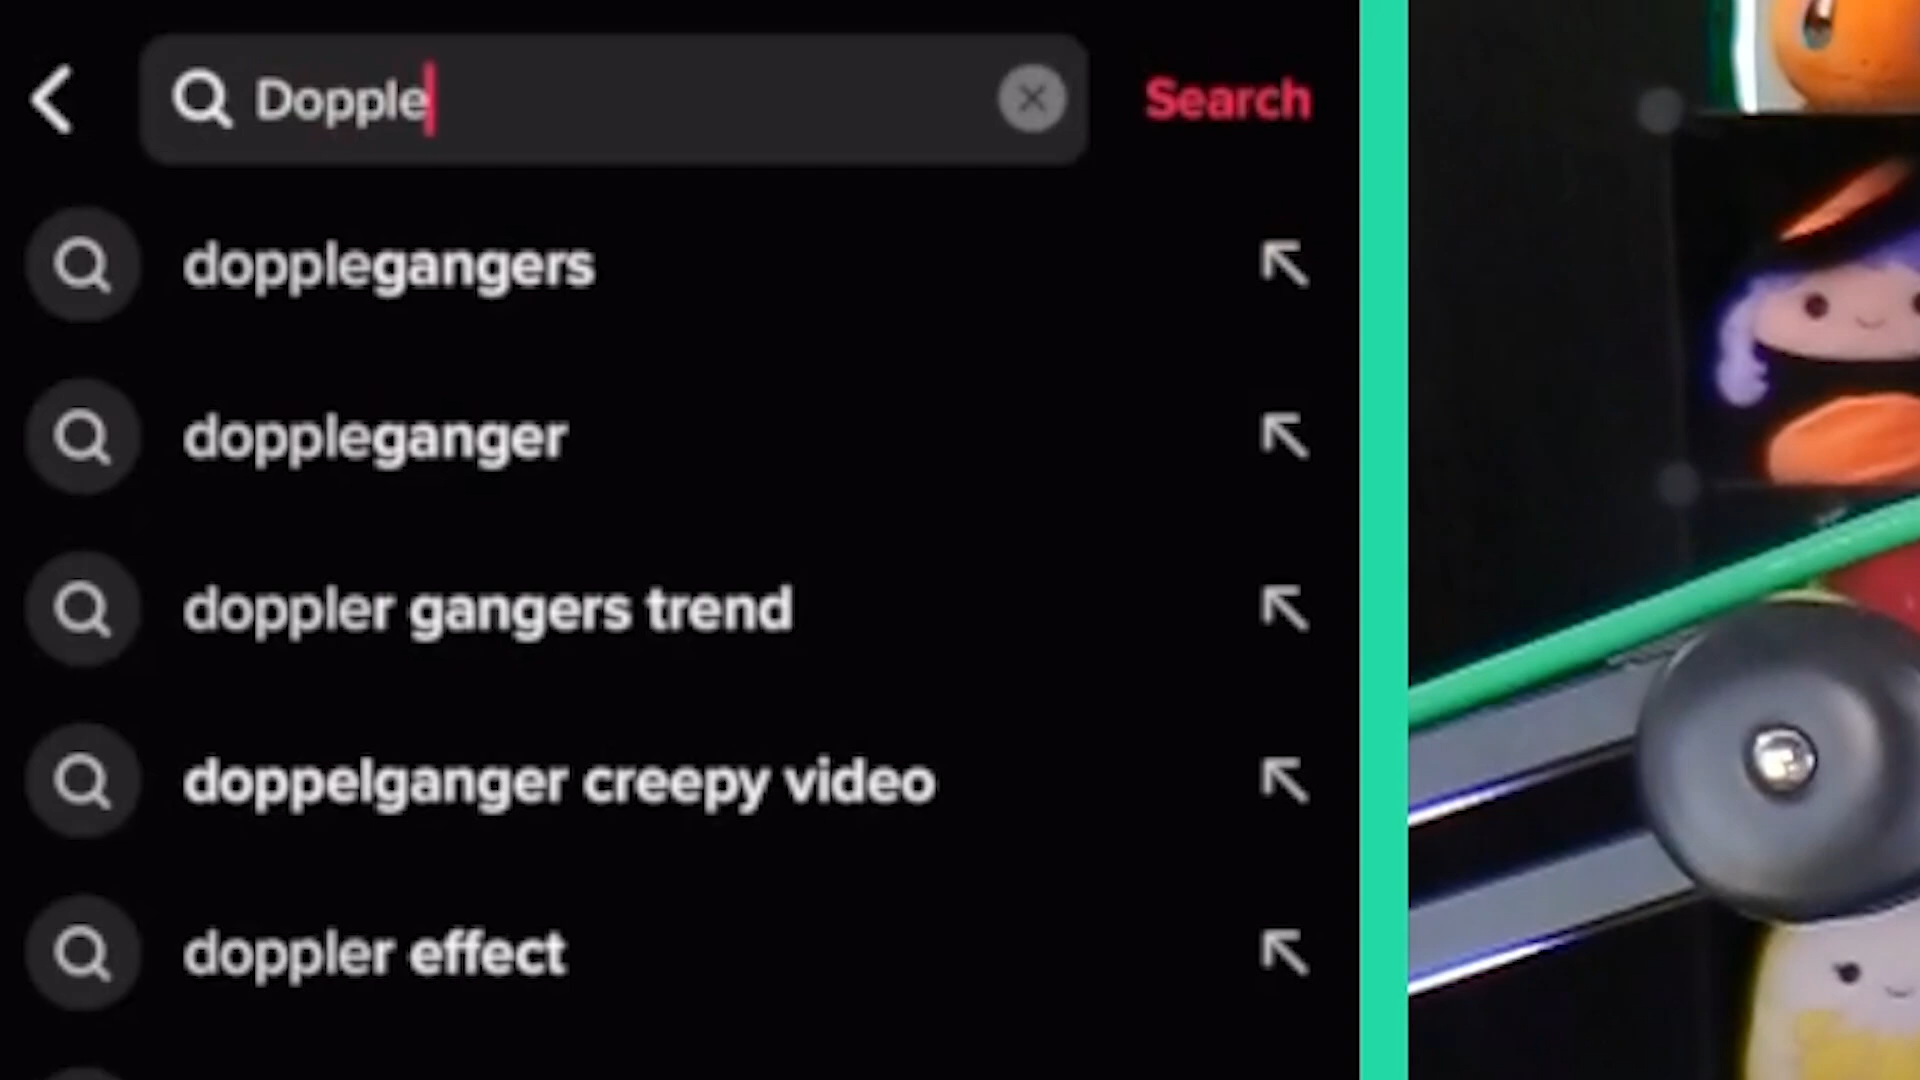 Dopple
Search
dopplegangers
doppleganger
doppler gangers trend
doppelganger creepy video
doppler effect